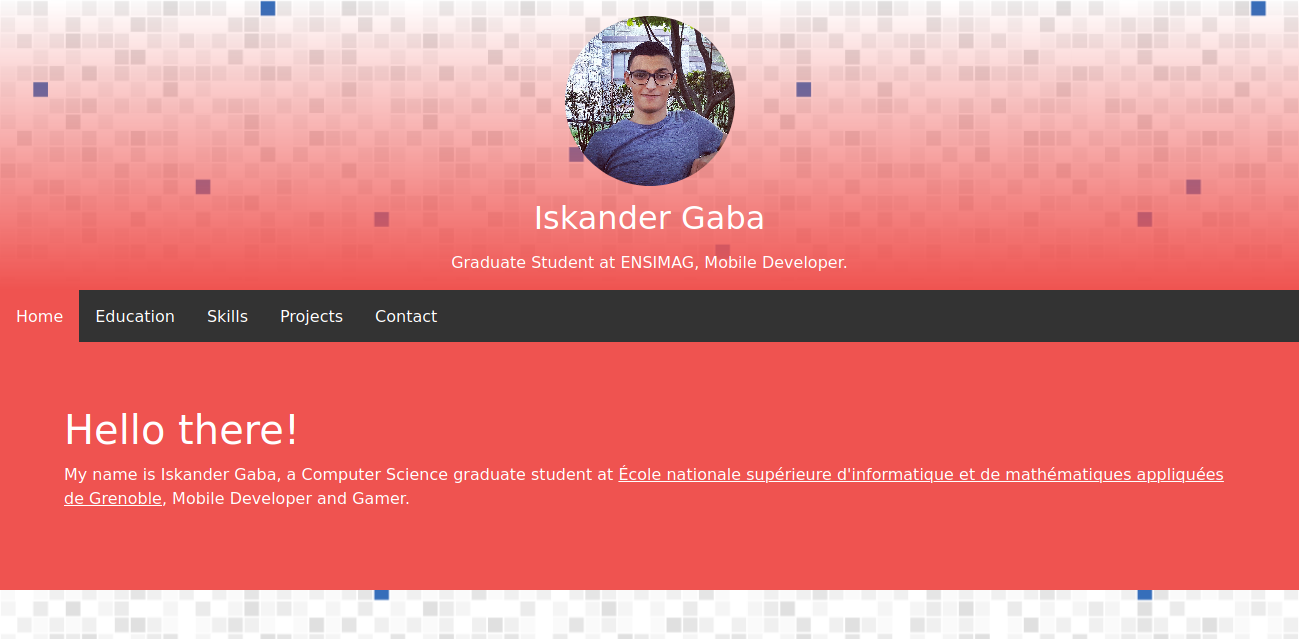 Iskander Gaba
Graduate Student at ENSIMAG, Mobile Developer.
Home Education Skills Projects Contact
Hello there!
My name is Iskander Gaba, a Computer Science graduate student at École nationale supérieure d'informatique et de mathématiques appliquées
de Grenoble, Mobile Developer and Gamer.